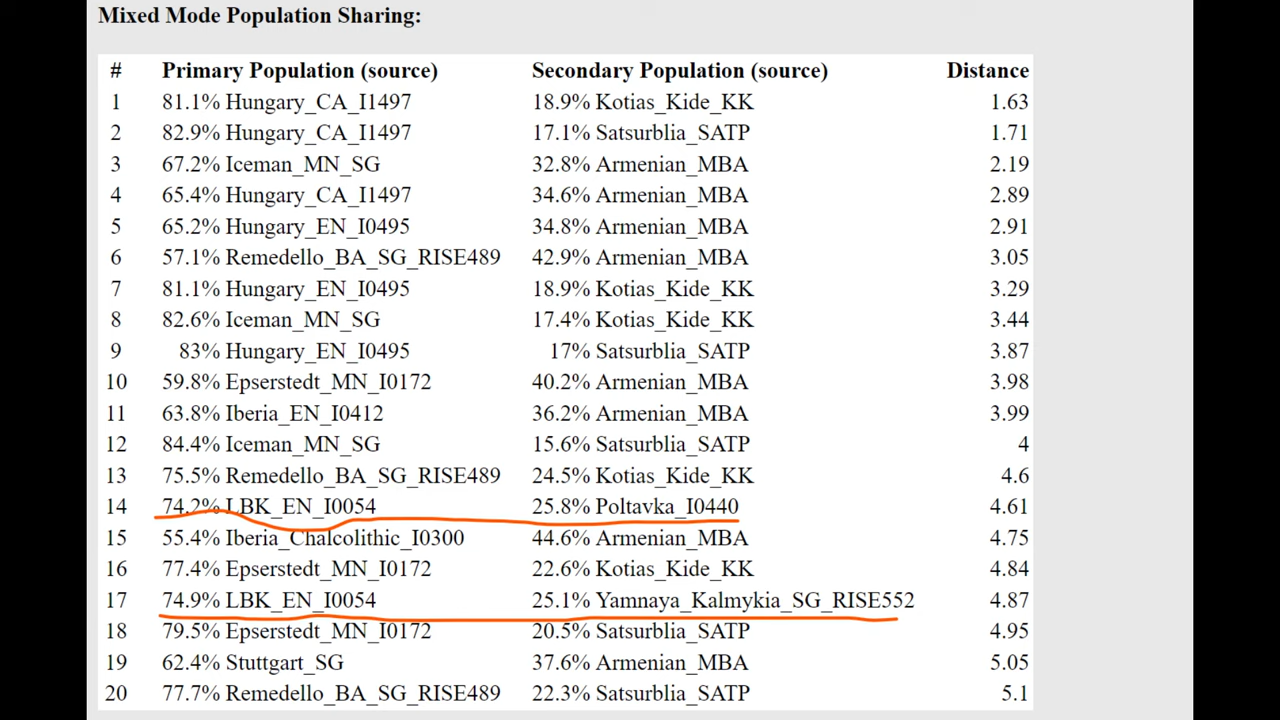 Mixed Mode Population Sharing:
# Primary Population (source) Secondary Population (source) Distance
1 81.1% Hungary_CA_I1497 18.9% Kotias_Kide_KK 1.63
2 82.9% Hungary_CA_I1497 17.1% Satsurblia_SATP 1.71
3 67.2% Iceman_MN_SG 32.8% Armenian_MBA 2.19
4 65.4% Hungary_CA_I1497 34.6% Armenian_MBA 2.89
5 65.2% Hungary_EN_I0495 34.8% Armenian_MBA 2.91
6 57.1% Remedello_BA_SG_RISE489 42.9% Armenian_MBA 3.05
7 81.1% Hungary_EN_I0495 18.9% Kotias_Kide_KK 3.29
8 82.6% Iceman_MN_SG 17.4% Kotias_Kide_KK 3.44
9 83% Hungary_EN_I0495 17% Satsurblia_SATP 3.87
10 59.8% Epserstedt_MN_I0172 40.2% Armenian_MBA 3.98
11 63.8% Iberia_EN_I0412 36.2% Armenian_MBA 3.99
12 84.4% Iceman_MN_SG 15.6% Satsurblia_SATP 4
13 75.5% Remedello_BA_SG_RISE489 24.5% Kotias_Kide_KK 4.6
14 74.2% LBK_EN_I0054 25.8% Poltavka_I0440 4.61
15 55.4% Iberia_Chalcolithic_I0300 44.6% Armenian_MBA 4.75
16 77.4% Epserstedt_MN_I0172 22.6% Kotias_Kide_KK 4.84
17 74.9% LBK_EN_I0054 25.1% Yamnaya_Kalmykia_SG_RISE552 4.87
18 79.5% Epserstedt_MN_I0172 20.5% Satsurblia_SATP 4.95
19 62.4% Stuttgart_SG 37.6% Armenian_MBA 5.05
20 77.7% Remedello_BA_SG_RISE489 22.3% Satsurblia_SATP 5.1